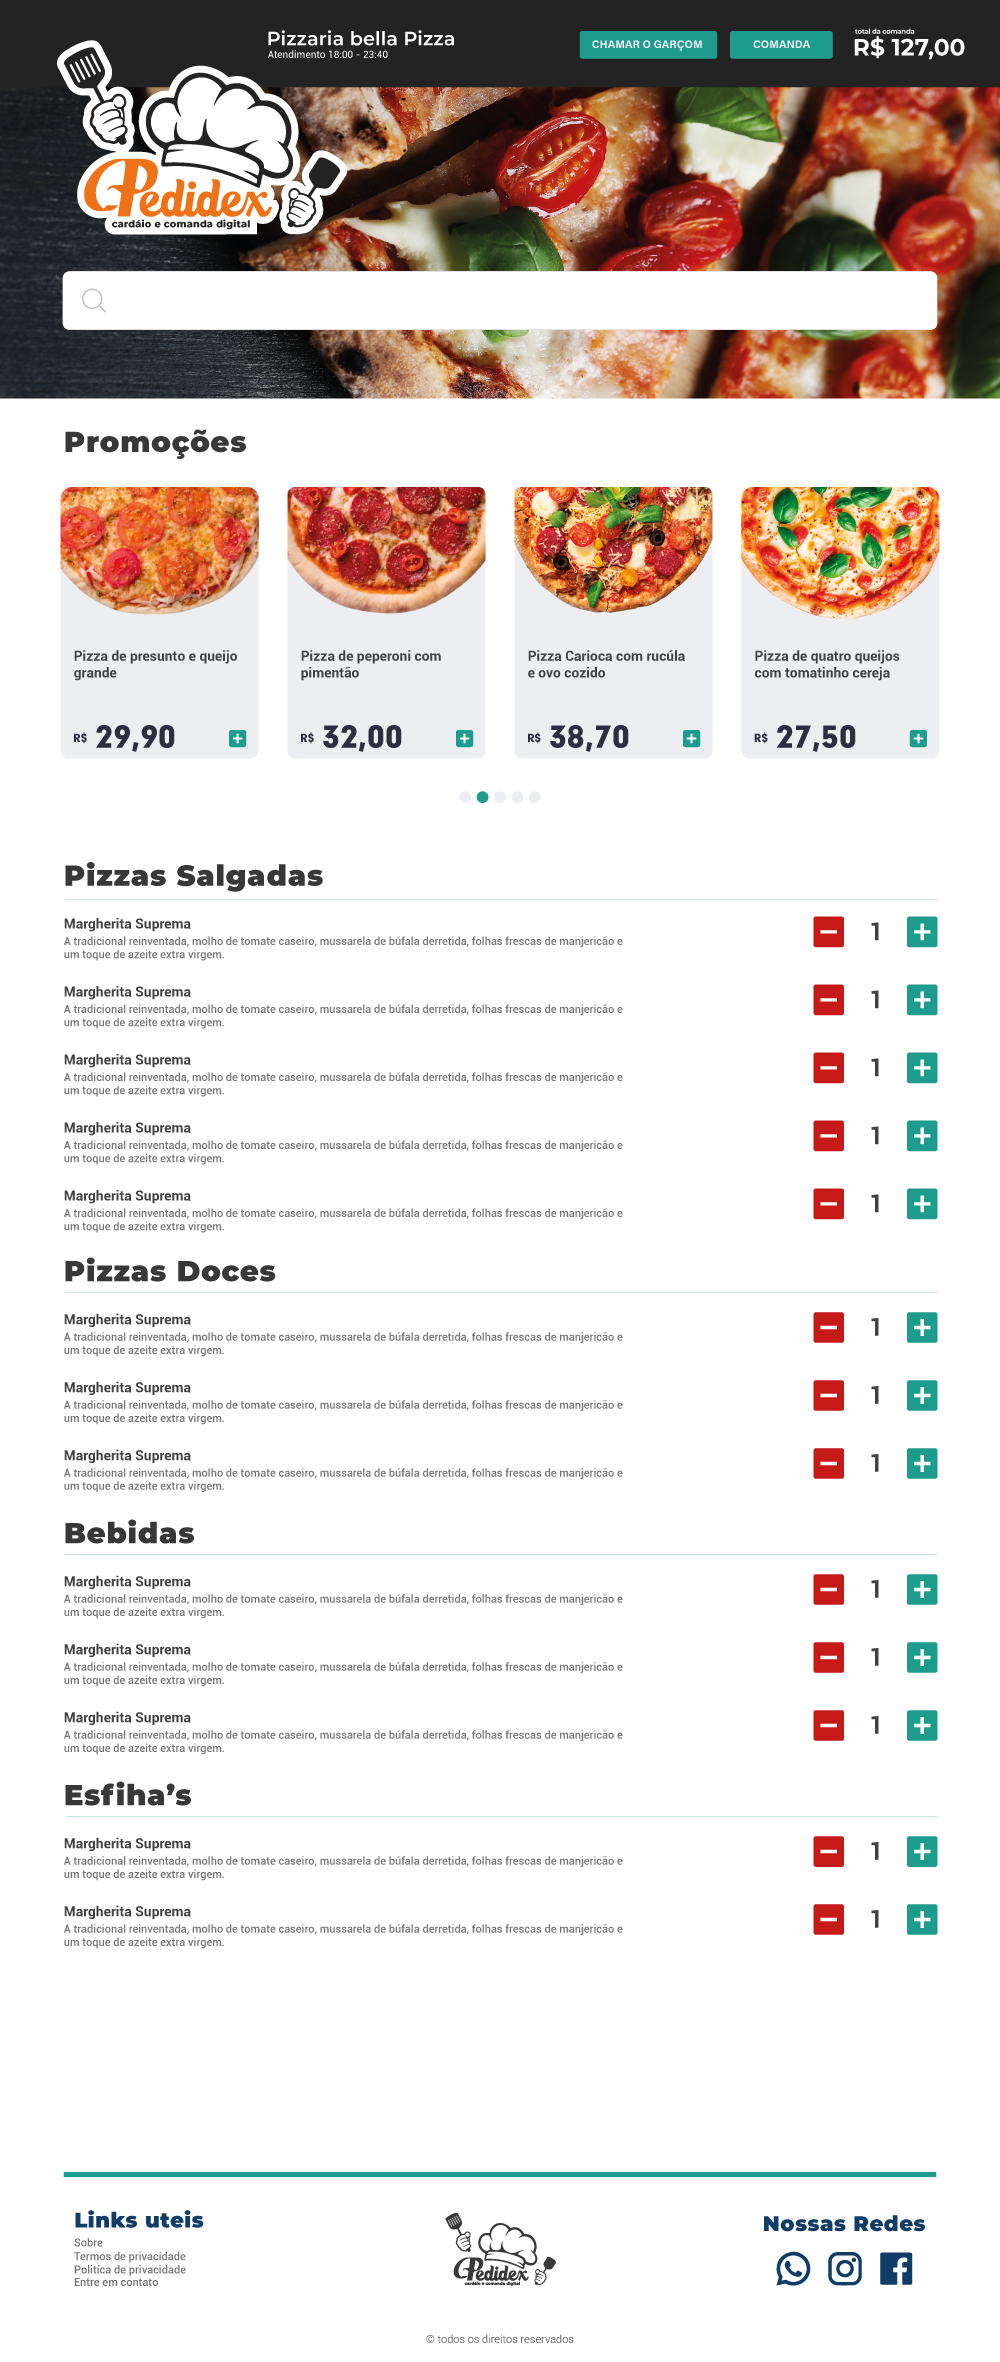 Pizzaria bella Pizza
Atendimento 18:00 - 23:40
CHAMAR O GARÇOM
COMANDA
total da comanda
R$ 127,00
Pedidex
cardáio e comanda digital
Promoções
Pizza de presunto e queijo
grande
R$ 29,90
Pizza de peperoni com
pimentão
R$ 32,00
Pizza Carioca com rucúla
e ovo cozido
R$ 38,70
Pizza de quatro queijos
com tomatinho cereja
R$ 27,50
Pizzas Salgadas
Margherita Suprema
A tradicional reinventada, molho de tomate caseiro, mussarela de búfala derretida, folhas frescas de manjericão e
um toque de azeite extra virgem.
1
Margherita Suprema
A tradicional reinventada, molho de tomate caseiro, mussarela de búfala derretida, folhas frescas de manjericão e
um toque de azeite extra virgem.
1
Margherita Suprema
A tradicional reinventada, molho de tomate caseiro, mussarela de búfala derretida, folhas frescas de manjericão e
um toque de azeite extra virgem.
1
Margherita Suprema
A tradicional reinventada, molho de tomate caseiro, mussarela de búfala derretida, folhas frescas de manjericão e
um toque de azeite extra virgem.
1
Margherita Suprema
A tradicional reinventada, molho de tomate caseiro, mussarela de búfala derretida, folhas frescas de manjericão e
um toque de azeite extra virgem.
1
Pizzas Doces
Margherita Suprema
A tradicional reinventada, molho de tomate caseiro, mussarela de búfala derretida, folhas frescas de manjericão e
um toque de azeite extra virgem.
1
Margherita Suprema
A tradicional reinventada, molho de tomate caseiro, mussarela de búfala derretida, folhas frescas de manjericão e
um toque de azeite extra virgem.
1
Margherita Suprema
A tradicional reinventada, molho de tomate caseiro, mussarela de búfala derretida, folhas frescas de manjericão e
um toque de azeite extra virgem.
1
Bebidas
Margherita Suprema
A tradicional reinventada, molho de tomate caseiro, mussarela de búfala derretida, folhas frescas de manjericão e
um toque de azeite extra virgem.
1
Margherita Suprema
A tradicional reinventada, molho de tomate caseiro, mussarela de búfala derretida, folhas frescas de manjericão e
um toque de azeite extra virgem.
1
Margherita Suprema
A tradicional reinventada, molho de tomate caseiro, mussarela de búfala derretida, folhas frescas de manjericão e
um toque de azeite extra virgem.
1
Esfiha’s
Margherita Suprema
A tradicional reinventada, molho de tomate caseiro, mussarela de búfala derretida, folhas frescas de manjericão e
um toque de azeite extra virgem.
1
Margherita Suprema
A tradicional reinventada, molho de tomate caseiro, mussarela de búfala derretida, folhas frescas de manjericão e
um toque de azeite extra virgem.
1
Links uteis
Sobre
Termos de privacidade
Politíca de privacidade
Entre em contato
Pedidex
cardáio e comanda digital
Nossas Redes
© todos os direitos reservados